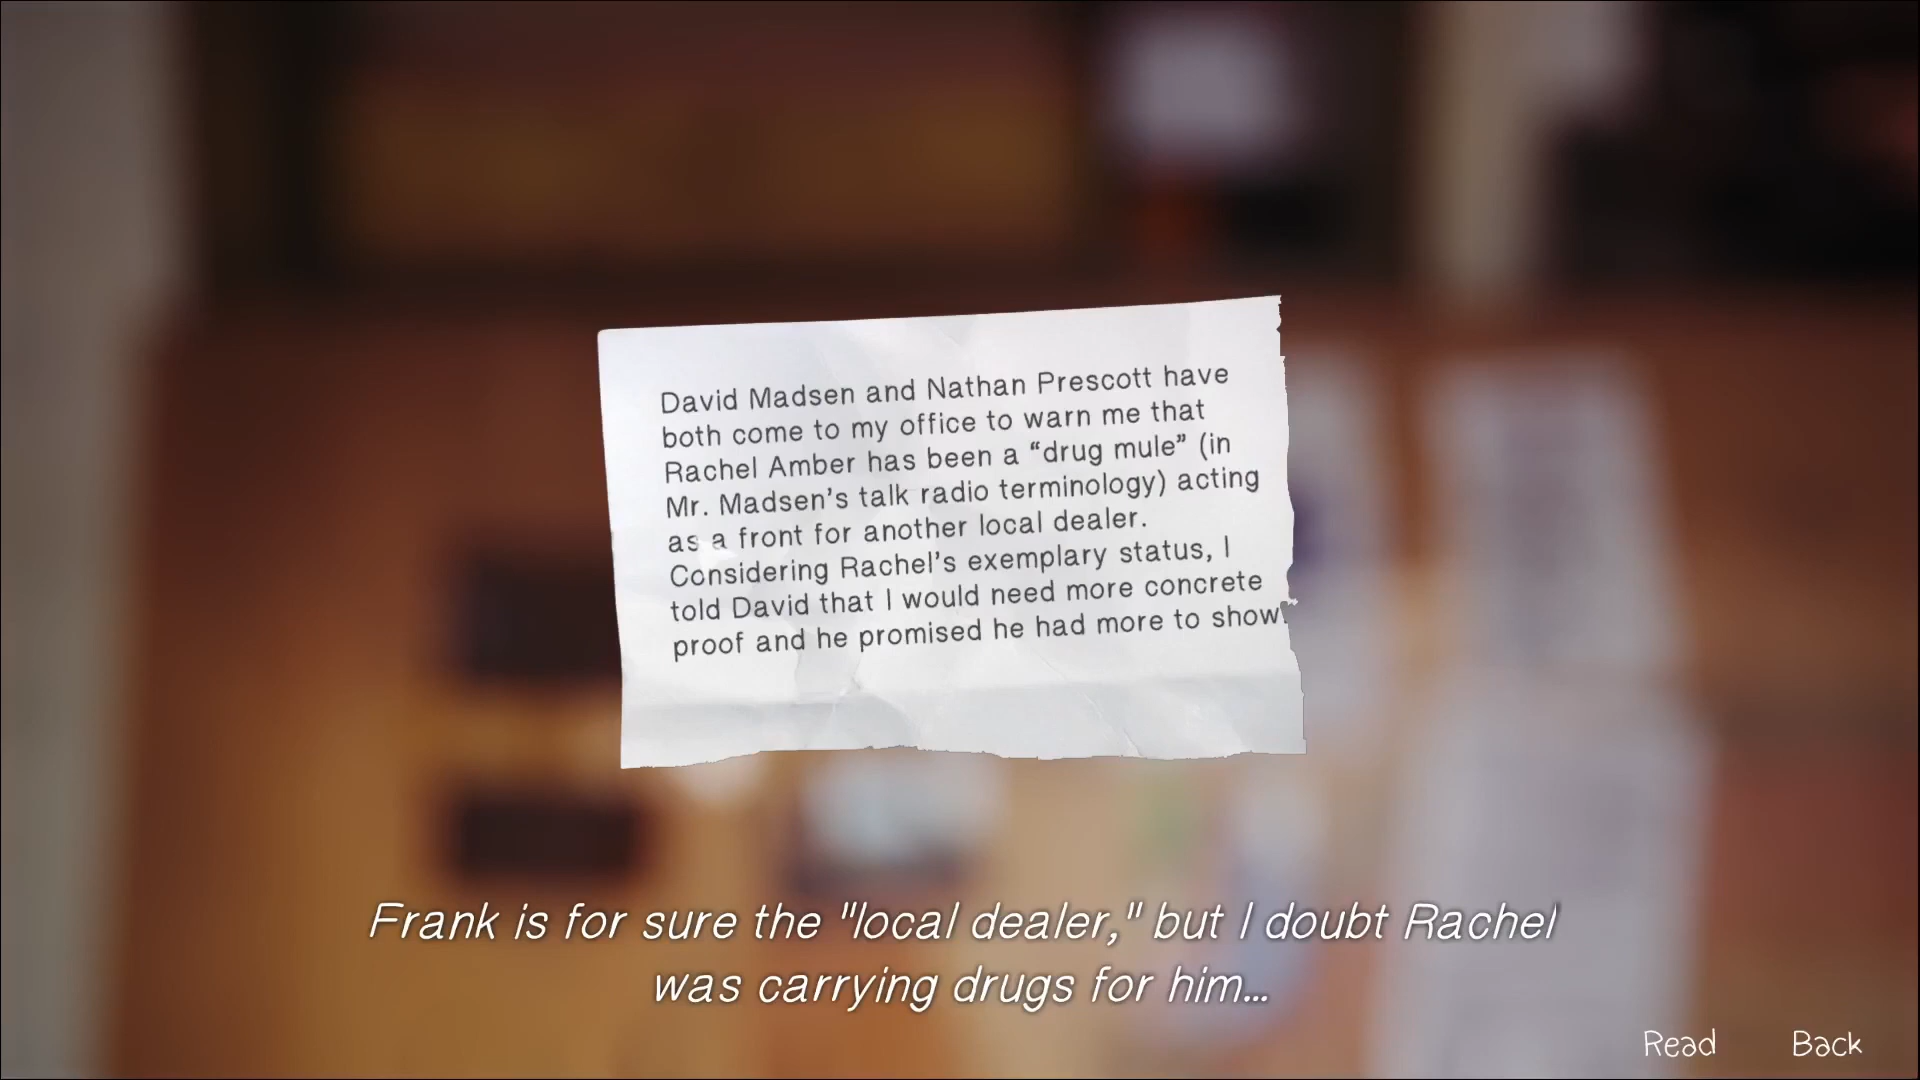 David Madsen and Nathan Prescott have
both come to my office to warn me that
Rachel Amber has been a “drug mule” (in
Mr. Madsen’s talk radio terminology) acting
as a front for another local dealer.
Considering Rachel’s exemplary status, I
told David that I would need more concrete
proof and he promised he had more to show.
Frank is for sure the "local dealer," but I doubt Rachel
was carrying drugs for him...
Read Back